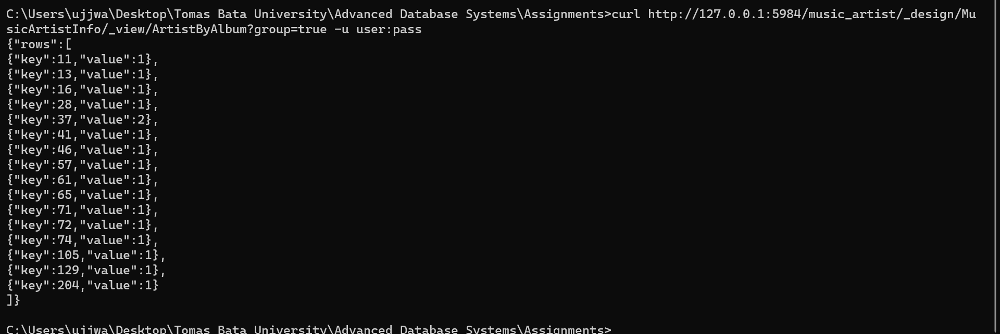 C:\Users\ujjwa\Desktop\Tomas Bata University\Advanced Database Systems\Assignments>curl http://127.0.0.1:5984/music_artist/_design/Mu
sicArtistInfo/_view/ArtistByAlbum?group=true -u user:pass
{"rows":[
{"key":11,"value":1},
{"key":13,"value":1},
{"key":16,"value":1},
{"key":28,"value":1},
{"key":37,"value":2},
{"key":41,"value":1},
{"key":46,"value":1},
{"key":57,"value":1},
{"key":61,"value":1},
{"key":65,"value":1},
{"key":71,"value":1},
{"key":72,"value":1},
{"key":74,"value":1},
{"key":105,"value":1},
{"key":129,"value":1},
{"key":204,"value":1}
]}
C:\Users\ujjwa\Desktop\Tomas Bata University\Advanced Database Systems\Assignments>